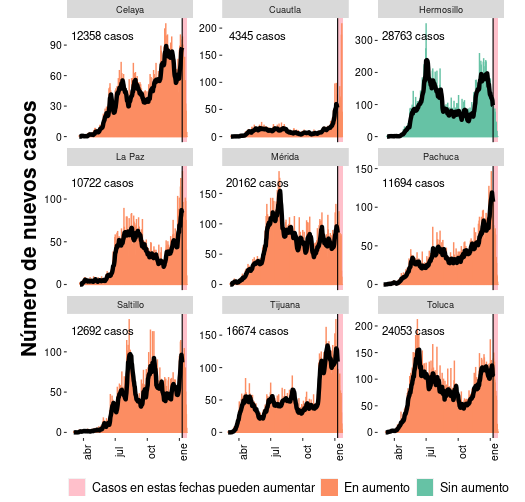 Número de nuevos casos
Celaya
Cuautla
Hermosillo
12358 casos
4345 casos
28763 casos
90
60
30
0
200
150
100
50
0
300
200
100
0
La Paz
Mérida
Pachuca
10722 casos
20162 casos
11694 casos
100
50
0
150
100
50
0
150
100
50
0
Saltillo
Tijuana
Toluca
12692 casos
16674 casos
24053 casos
100
50
0
150
100
50
0
200
150
100
50
0
abr
jul
oct
ene
abr
jul
oct
ene
abr
jul
oct
ene
Casos en estas fechas pueden aumentar
En aumento
Sin aumento